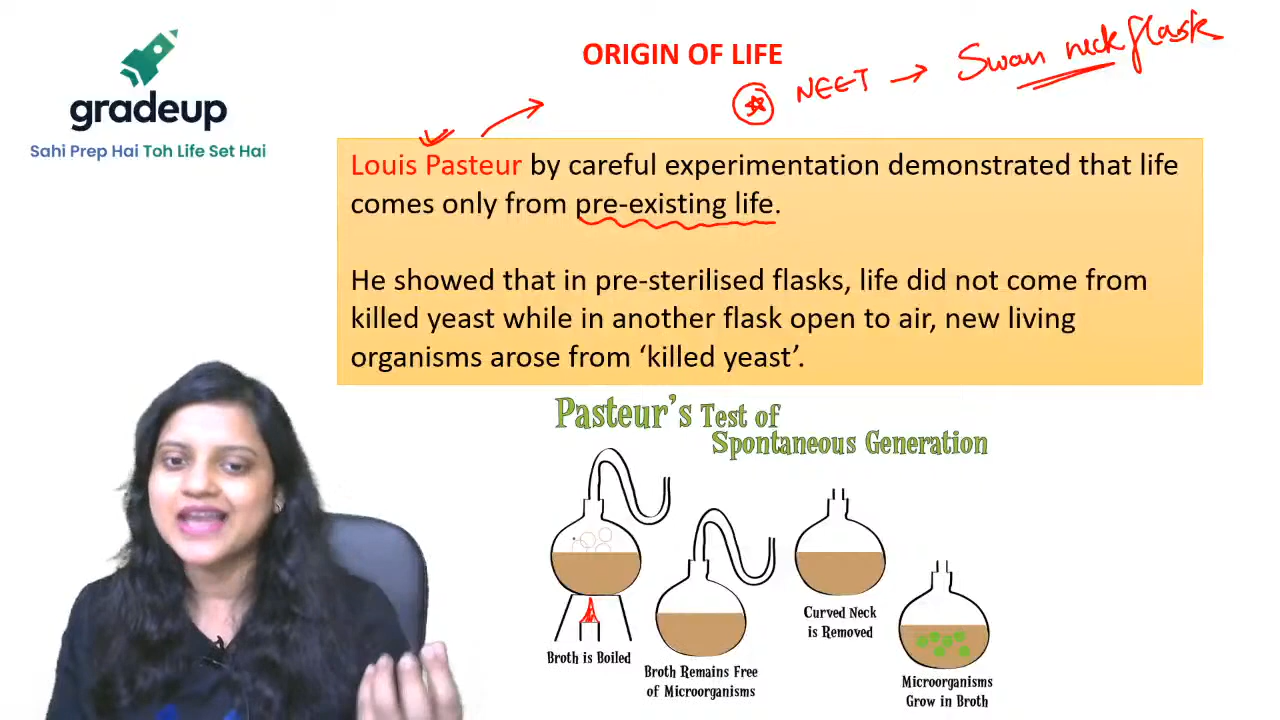 gradeup
Sahi Prep Hai Toh Life Set Hai
ORIGIN OF LIFE
NEET → Swan neck flask
Louis Pasteur by careful experimentation demonstrated that life
comes only from pre-existing life.
He showed that in pre-sterilised flasks, life did not come from
killed yeast while in another flask open to air, new living
organisms arose from ‘killed yeast’.
Pasteur's Test of
Spontaneous Generation
Broth is Boiled
Broth Remains Free
of Microorganisms
Curved Neck
is Removed
Microorganisms
Grow in Broth